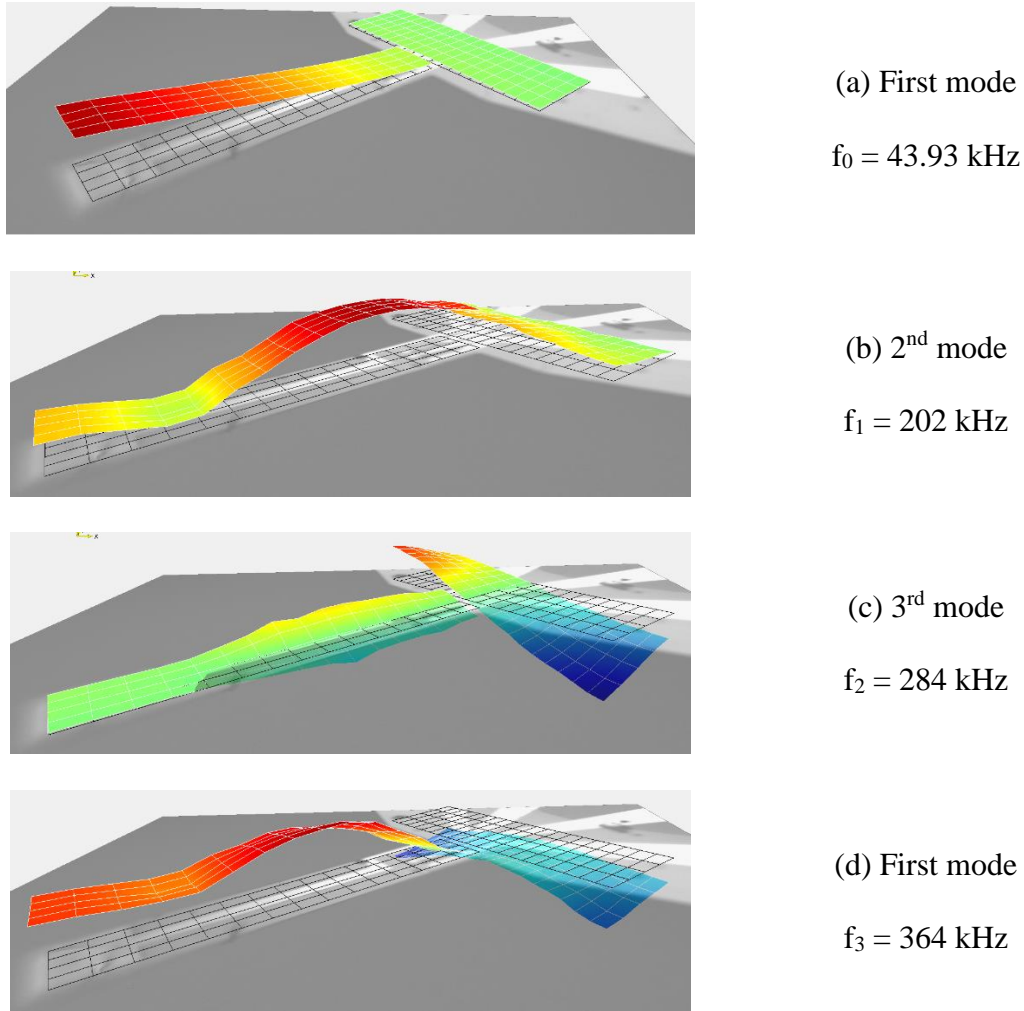 (a) First mode
f₀ = 43.93 kHz
x
(b) 2ⁿᵈ mode
f₁ = 202 kHz
x
(c) 3ʳᵈ mode
f₂ = 284 kHz
(d) First mode
f₃ = 364 kHz